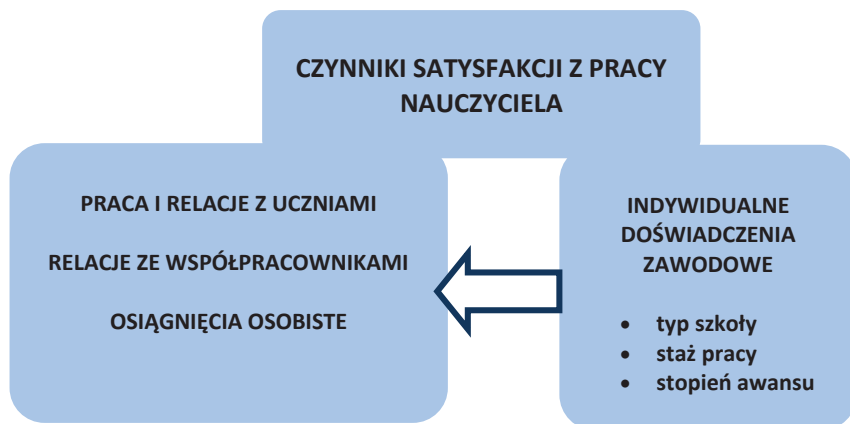 CZYNNIKI SATYSFAKCJI Z PRACY
NAUCZYCIELA
PRACA I RELACJE Z UCZNIAMI
RELACJE ZE WSPÓŁPRACOWNIKAMI
OSIĄGNIĘCIA OSOBISTE
INDYWIDUALNE
DOŚWIADCZENIA
ZAWODOWE
• typ szkoły
• staż pracy
• stopień awansu